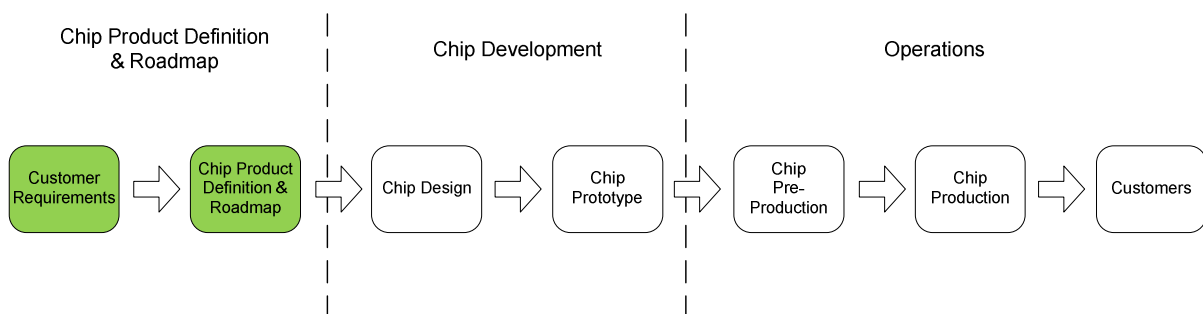 Chip Product Definition
& Roadmap
Chip Development
Operations
Customer
Requirements
Chip Product
Definition &
Roadmap
Chip Design
Chip
Prototype
Chip
Pre-
Production
Chip
Production
Customers